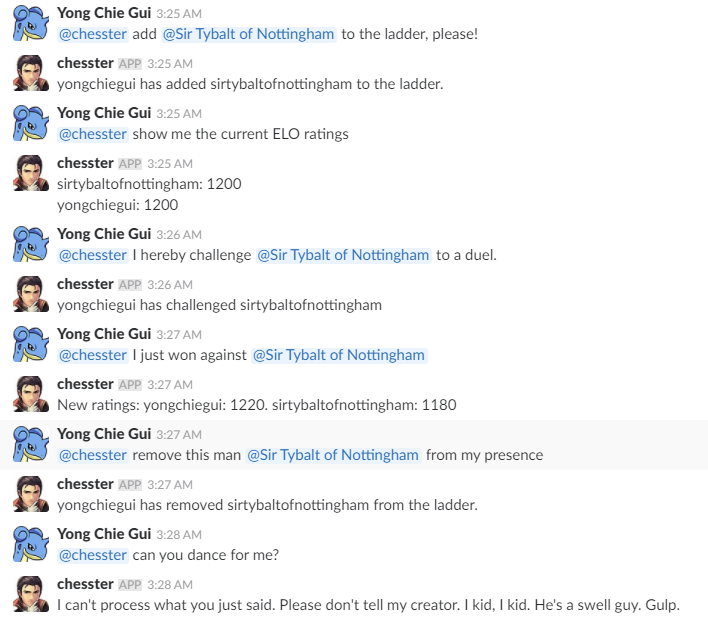 Yong Chie Gui 3:25 AM
@chesster add @Sir Tybalt of Nottingham to the ladder, please!
chesster APP 3:25 AM
yongchiegui has added sirtybaltofnottingham to the ladder.
Yong Chie Gui 3:25 AM
@chesster show me the current ELO ratings
chesster APP 3:25 AM
sirtybaltofnottingham: 1200
yongchiegui: 1200
Yong Chie Gui 3:26 AM
@chesster I hereby challenge @Sir Tybalt of Nottingham to a duel.
chesster APP 3:26 AM
yongchiegui has challenged sirtybaltofnottingham
Yong Chie Gui 3:27 AM
@chesster I just won against @Sir Tybalt of Nottingham
chesster APP 3:27 AM
New ratings: yongchiegui: 1220. sirtybaltofnottingham: 1180
Yong Chie Gui 3:27 AM
@chesster remove this man @Sir Tybalt of Nottingham from my presence
chesster APP 3:27 AM
yongchiegui has removed sirtybaltofnottingham from the ladder.
Yong Chie Gui 3:28 AM
@chesster can you dance for me?
chesster APP 3:28 AM
I can't process what you just said. Please don't tell my creator. I kid, I kid. He's a swell guy. Gulp.